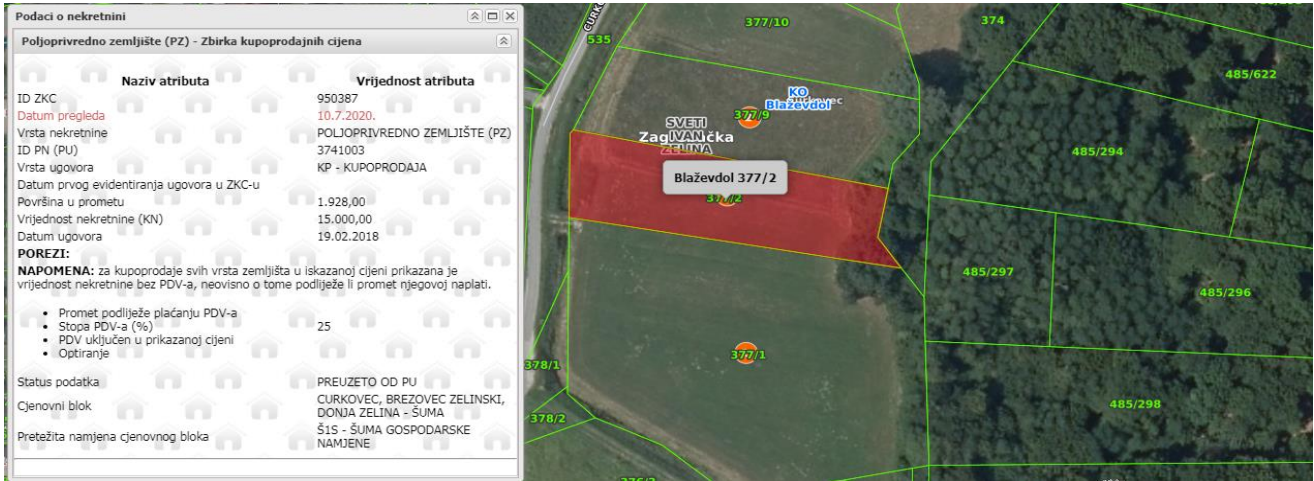 Podaci o nekretnini
Poljoprivredno zemljište (PZ) - Zbirka kupoprodajnih cijena
Naziv atributa Vrijednost atributa
ID ZKC 950387
Datum pregleda 10.7.2020.
Vrsta nekretnine POLJOPRIVREDNO ZEMLJIŠTE (PZ)
ID PN (PU) 3741003
Vrsta ugovora KP - KUPOPRODAJA
Datum prvog evidentiranja ugovora u ZKC-u
Površina u prometu 1.928,00
Vrijednost nekretnine (KN) 15.000,00
Datum ugovora 19.02.2018
POREZI:
NAPOMENA: za kupoprodaje svih vrsta zemljišta u iskazanoj cijeni prikazana je
vrijednost nekretnine bez PDV-a, neovisno o tome podliježe li promet njegovoj naplati.
• Promet podliježe plaćanju PDV-a
• Stopa PDV-a (%) 25
• PDV uključen u prikazanoj cijeni
• Optiranje
Status podatka PREUZETO OD PU
Cjenovni blok CURKOVEC, BREZOVEC ZELINSKI,
DONJA ZELINA - ŠUMA
Pretežita namjena cjenovnog bloka Š1S - ŠUMA GOSPODARSKE
NAMJENE
377/10
374
535
485/622
KO
Blaževdol
377/9
SVETI
IVAN
ZELINA
485/294
Blaževdol 377/2
377/2
485/297
485/296
377/1
378/1
485/298
378/2